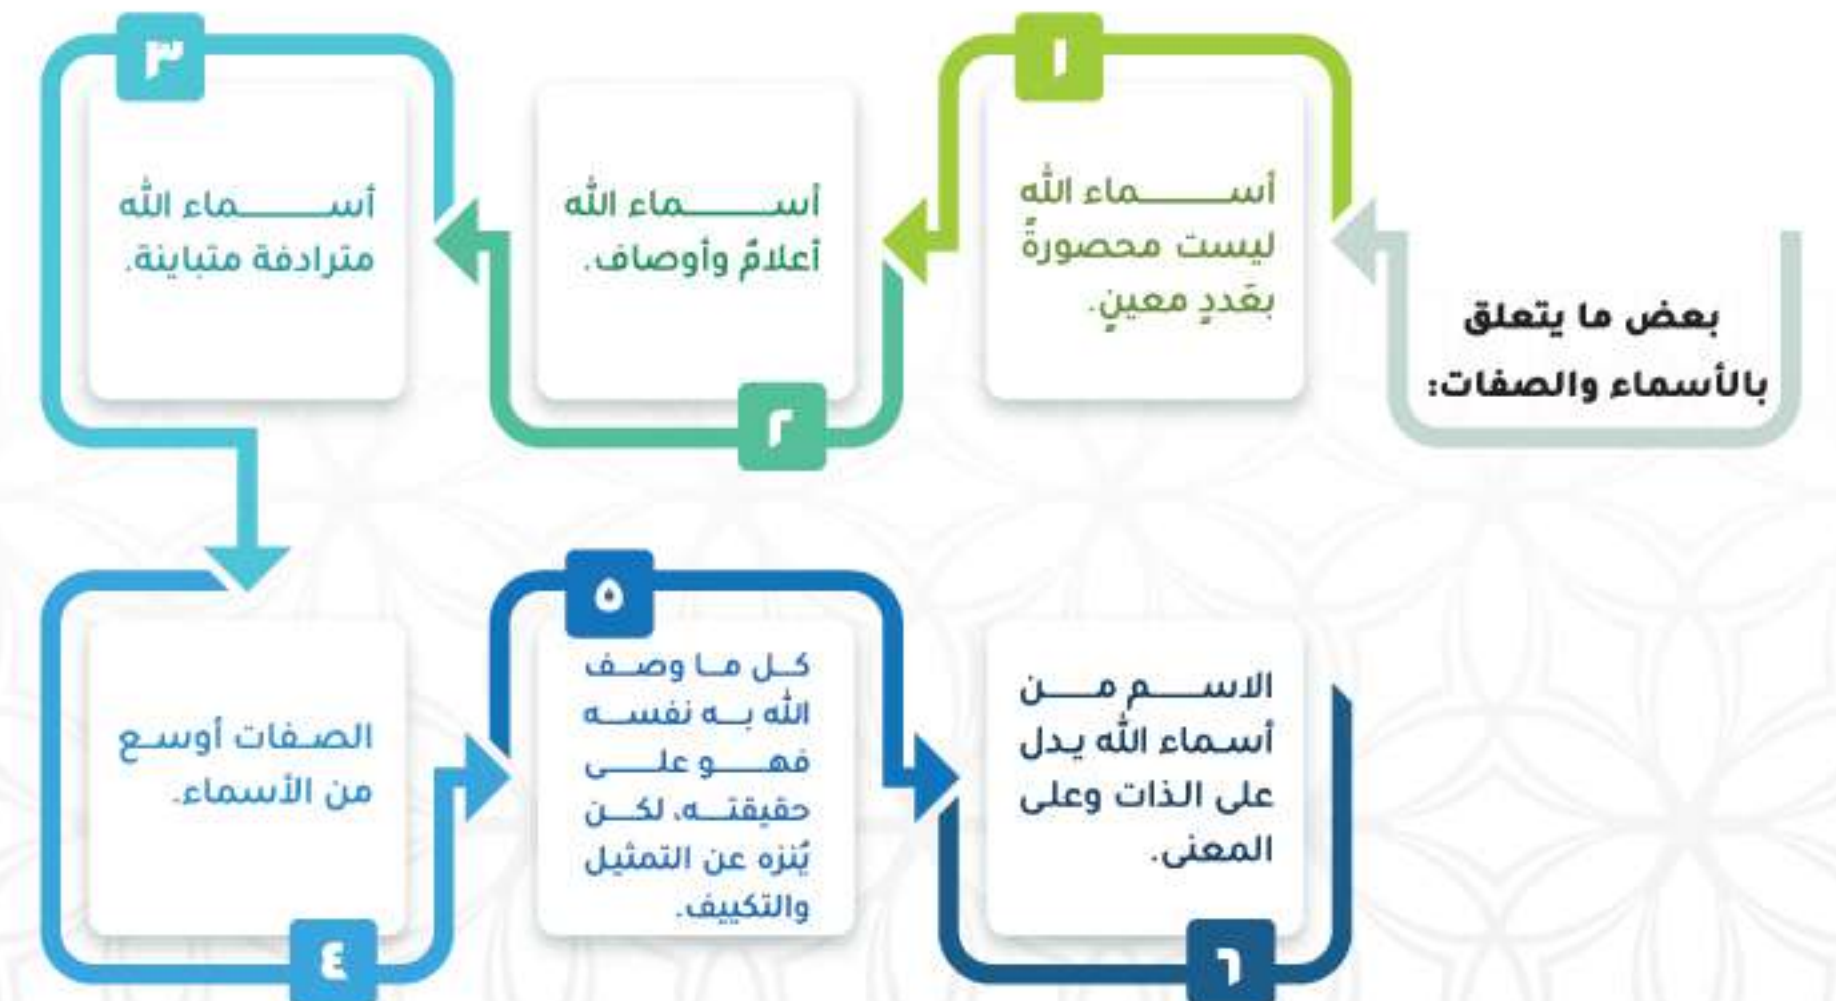 بعض ما يتعلق
بالأسماء والصفات:
١
أسماء الله
ليست محصورةً
بعَددٍ معينٍ.
٢
أسماء الله
أعلامٌ وأوصاف.
٣
أسماء الله
مترادفة متباينة.
٤
الصفات أوسع
من الأسماء.
٥
كل ما وصف
الله به نفسه
فهو على
حقيقته، لكن
يُنزه عن التمثيل
والتكييف.
٦
الاسم من
أسماء الله يدل
على الذات وعلى
المعنى.